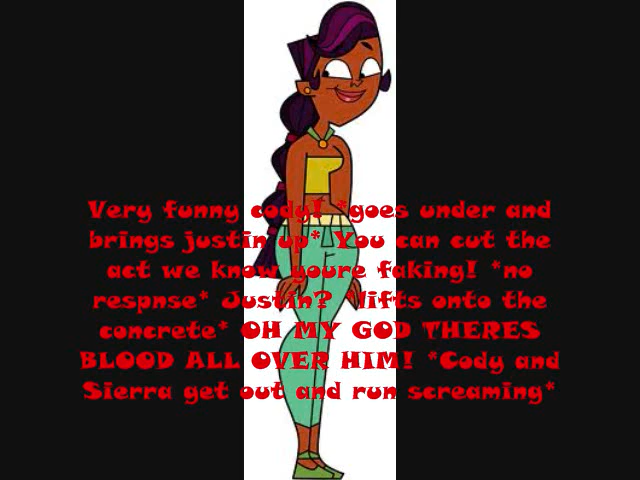 Very funny cody! *goes under and
brings justin up* You can cut the
act we know youre faking! *no
respnse* Justin? *lifts onto the
concrete* OH MY GOD THERES
BLOOD ALL OVER HIM! *Cody and
Sierra get out and run screaming*